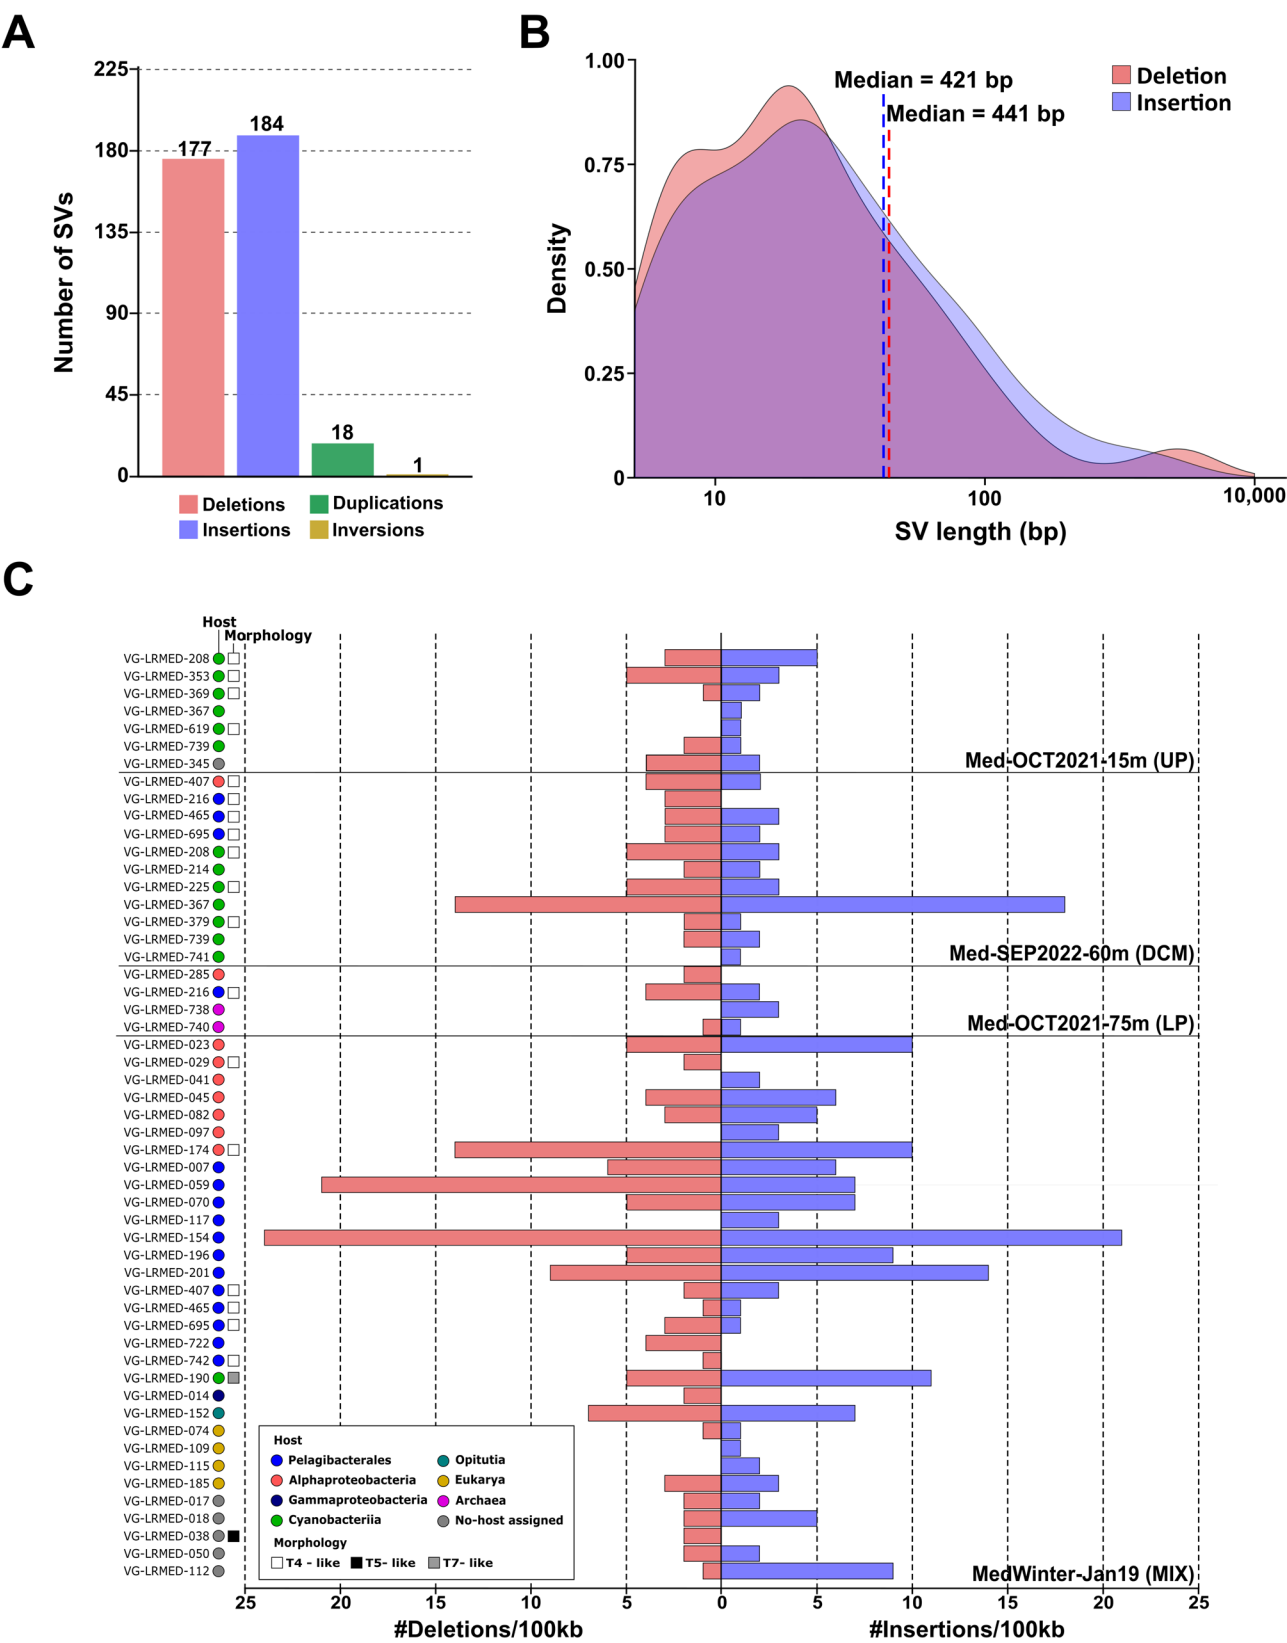 A
225
180
135
90
45
0
Number of SVs
177
184
18
1
Deletions
Duplications
Insertions
Inversions
B
1.00
0.75
0.50
0.25
0
Density
Median = 421 bp
Median = 441 bp
Deletion
Insertion
10
100
10,000
SV length (bp)
C
Host
Morphology
VG-LRMED-208
VG-LRMED-353
VG-LRMED-369
VG-LRMED-367
VG-LRMED-619
VG-LRMED-739
VG-LRMED-345
Med-OCT2021-15m (UP)
VG-LRMED-407
VG-LRMED-216
VG-LRMED-465
VG-LRMED-695
VG-LRMED-208
VG-LRMED-214
VG-LRMED-225
VG-LRMED-367
VG-LRMED-379
VG-LRMED-739
VG-LRMED-741
Med-SEP2022-60m (DCM)
VG-LRMED-285
VG-LRMED-216
VG-LRMED-738
VG-LRMED-740
Med-OCT2021-75m (LP)
VG-LRMED-023
VG-LRMED-029
VG-LRMED-041
VG-LRMED-045
VG-LRMED-082
VG-LRMED-097
VG-LRMED-174
VG-LRMED-007
VG-LRMED-059
VG-LRMED-070
VG-LRMED-117
VG-LRMED-154
VG-LRMED-196
VG-LRMED-201
VG-LRMED-407
VG-LRMED-465
VG-LRMED-695
VG-LRMED-722
VG-LRMED-742
VG-LRMED-190
VG-LRMED-014
VG-LRMED-152
VG-LRMED-074
VG-LRMED-109
VG-LRMED-115
VG-LRMED-185
VG-LRMED-017
VG-LRMED-018
VG-LRMED-038
VG-LRMED-050
VG-LRMED-112
MedWinter-Jan19 (MIX)
Host
Pelagibacterales
Opitutia
Alphaproteobacteria
Eukarya
Gammaproteobacteria
Archaea
Cyanobacteriia
No-host assigned
Morphology
T4 - like
T5- like
T7- like
25 20 15 10 5 0 5 10 15 20 25
#Deletions/100kb
#Insertions/100kb